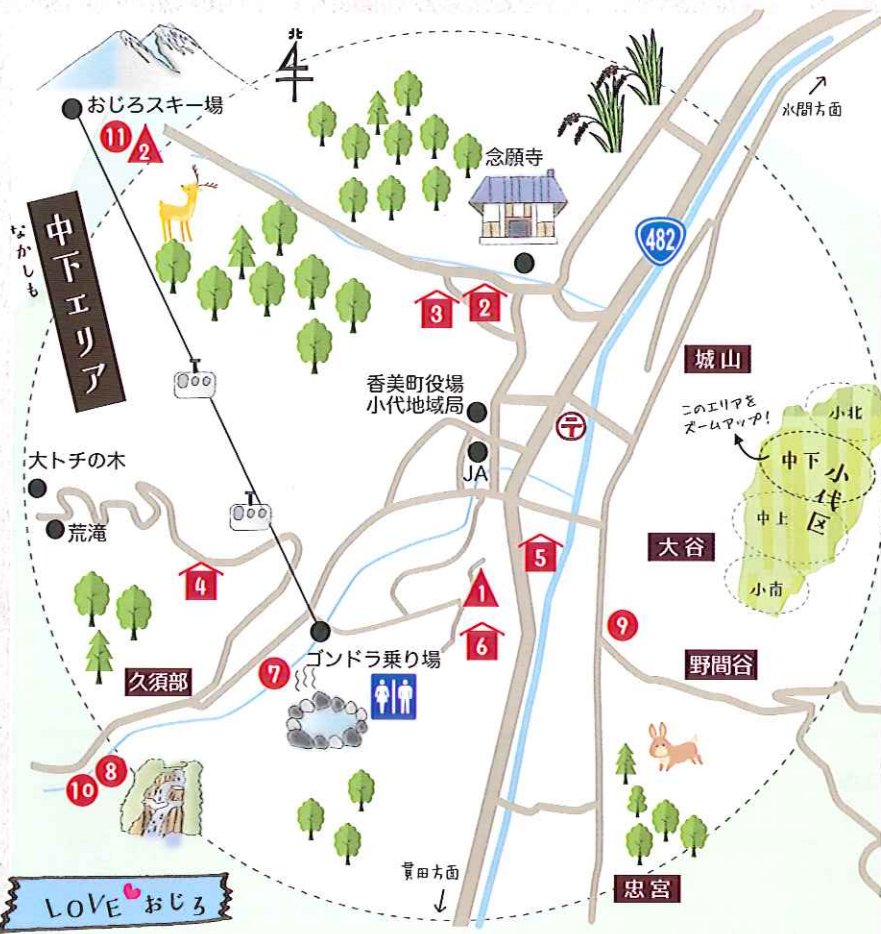 北
おじろスキー場
11
2
氷間方面
念願寺
482
なかしも
中下エリア
3
2
城山
香美町役場
小代地域局
〒
このエリアを
ズームアップ!
小北
中下
小代区
中上
小南
JA
大トチの木
荒滝
大谷
5
4
1
9
6
ゴンドラ乗り場
野間谷
7
久須部
8
10
貫田方面
忠宮
LOVE おじろ